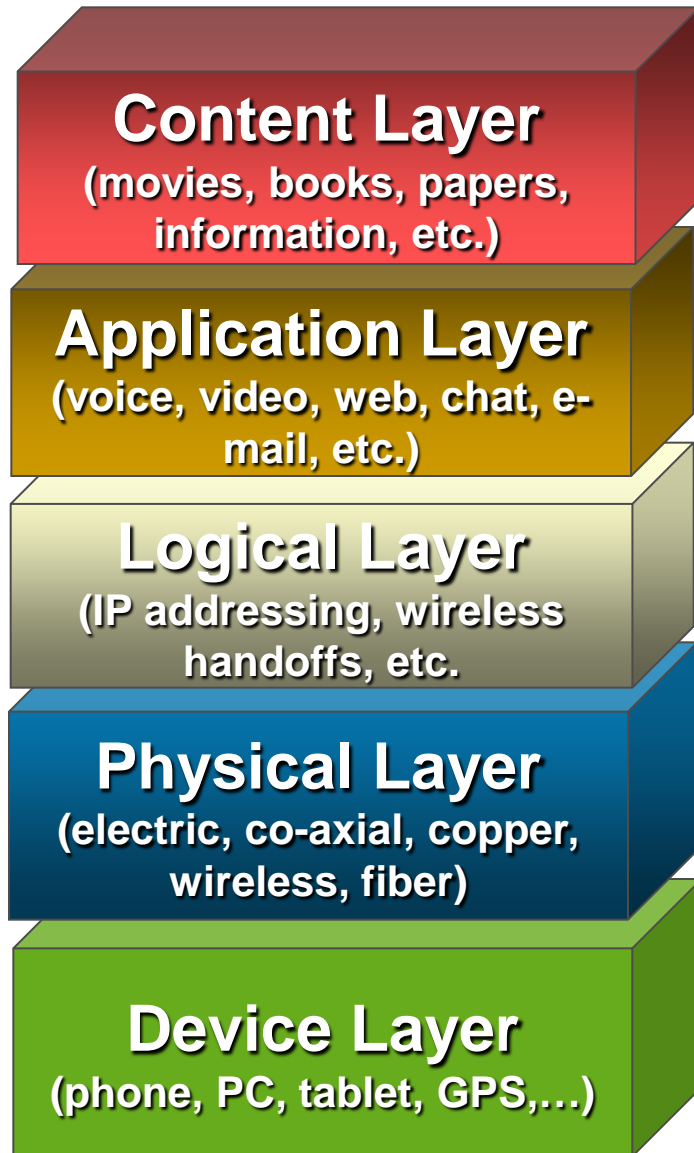 Content Layer
(movies, books, papers,
information, etc.)
Application Layer
(voice, video, web, chat, e-
mail, etc.)
Logical Layer
(IP addressing, wireless
handoffs, etc.
Physical Layer
(electric, co-axial, copper,
wireless, fiber)
Device Layer
(phone, PC, tablet, GPS,…)